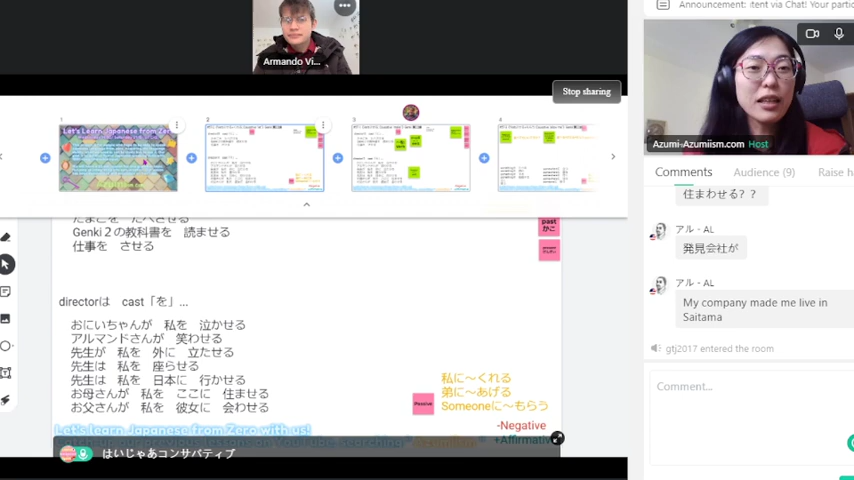 Announcement: itent via Chat! Your partic
Armando Vi...
Stop sharing
Azumi-Azumiism.com Host
Comments Audience (9) Raise h
住まわせる？？
アル - AL
発見会社が
アル - AL
My company made me live in
Saitama
gtj2017 entered the room
Comment...
1
2
3
4
Let's Learn Japanese from Zero
たまごを たべさせる
Genki 2 の教科書を 読ませる
仕事を させる
past
かこ
directorは cast「を」...
おにいちゃんが 私を 泣かせる
アルマンドさんが 笑わせる
先生が 私を 外に 立たせる
先生は 私を 座らせる
先生は 私を 日本に 行かせる
お母さんが 私を ここに 住ませる
お父さんが 私を 彼女に 会わせる
私に～くれる
弟に～あげる
Someoneに～もらう
Passive
-Negative
+Affirmativ
Let's learn Japanese from Zero with us!
はいじゃあコンサバティブ